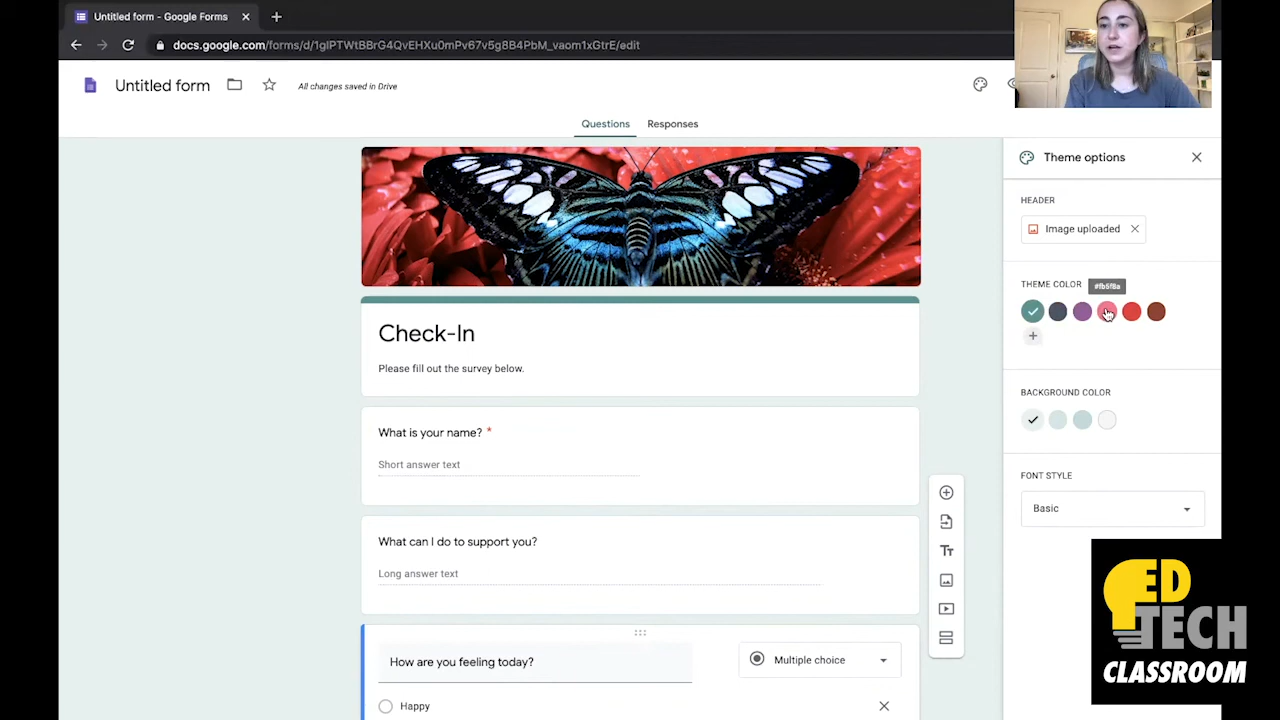 Untitled form - Google Forms
docs.google.com/forms/d/1gIPTWtBBrG4QvEHXu0mPv67v5g8B4PbM_vaom1xGtrE/edit
Untitled form
All changes saved in Drive
Questions
Responses
Theme options
HEADER
Image uploaded
THEME COLOR
#fb5f8a
BACKGROUND COLOR
FONT STYLE
Basic
Check-In
Please fill out the survey below.
What is your name? *
Short answer text
What can I do to support you?
Long answer text
How are you feeling today?
Multiple choice
Happy
Tт
ED
TECH
CLASSROOM